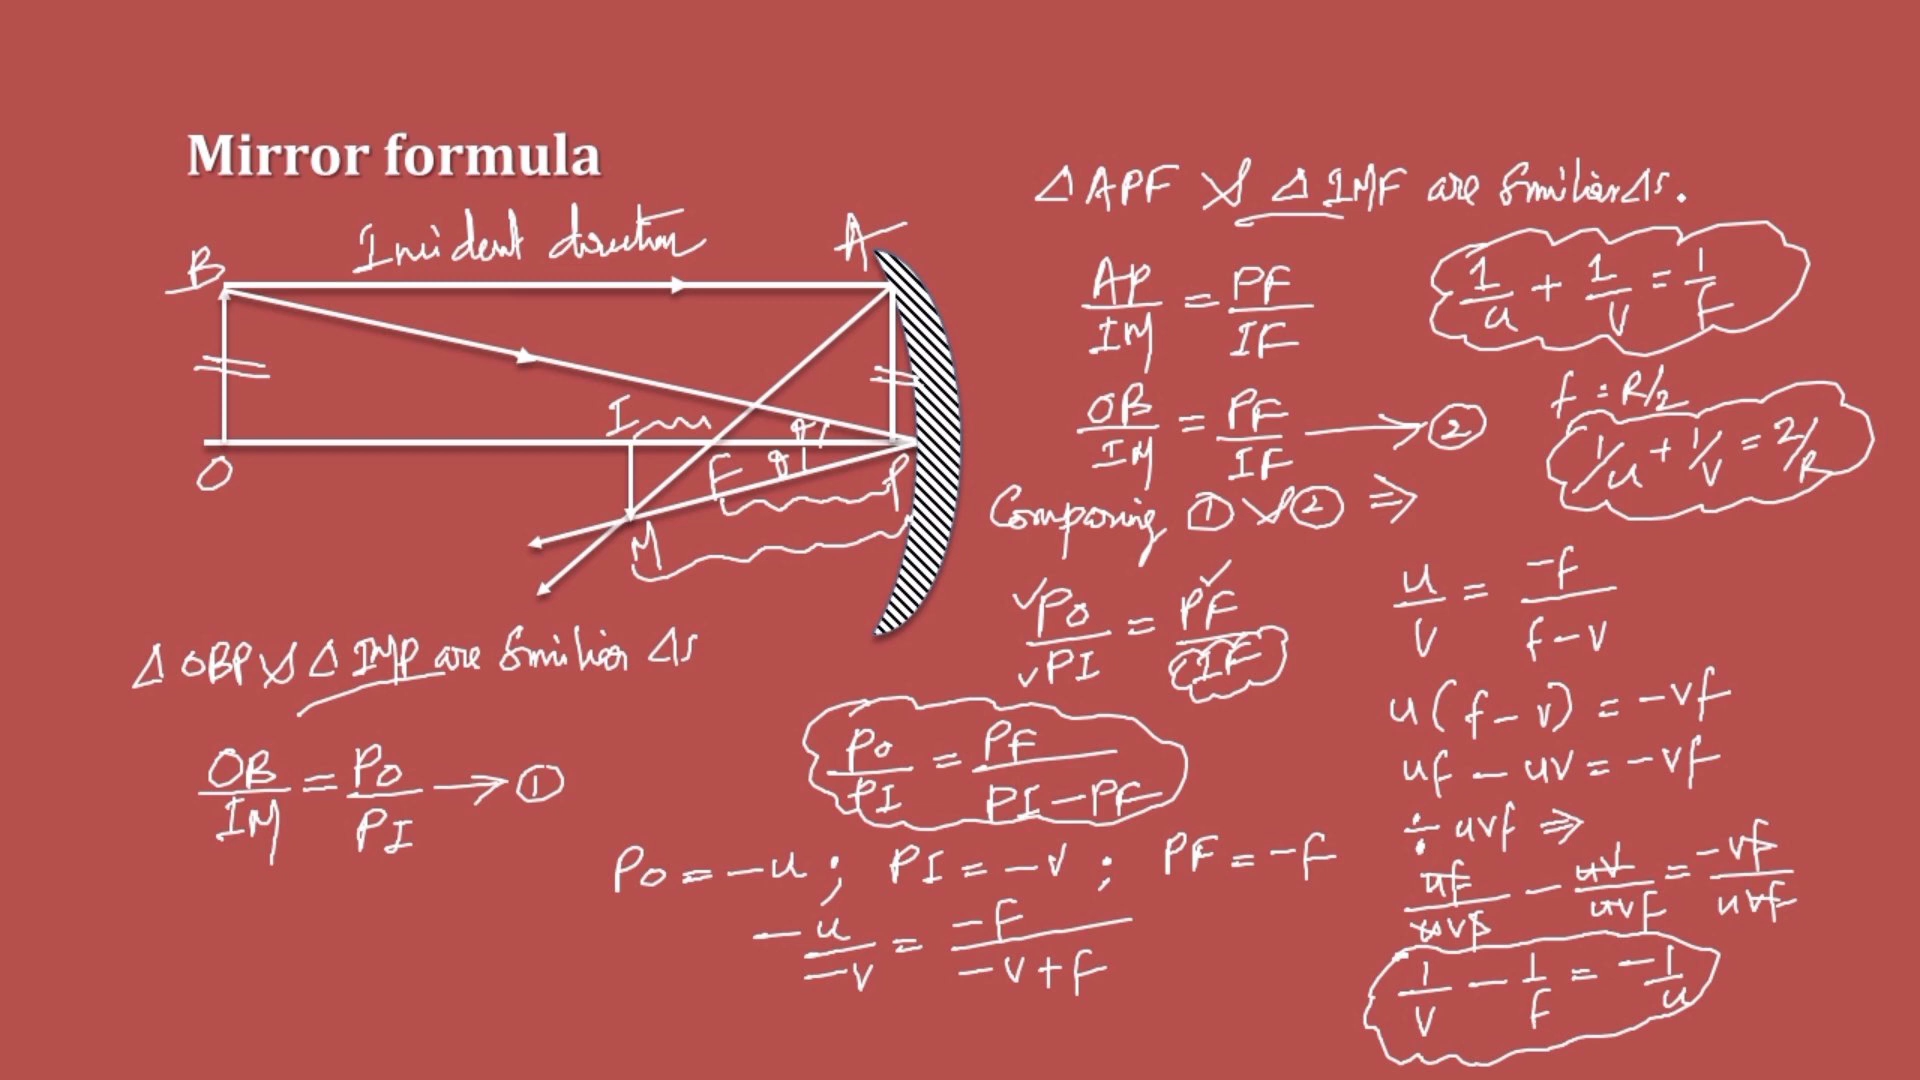 Mirror formula
Incident direction
B
A
I
O
F
P
M
θ
θ
Δ OBP & Δ IMP are Similar Δs
OB/IM = PO/PI → ①
Δ APF & Δ IMF are Similar Δs.
AP/IM = PF/IF
OB/IM = PF/IF → ②
Comparing ① & ② ⇒
PO/PI = PF/IF
PO/PI = PF/PI-PF
PO = -u ; PI = -v ; PF = -f
-u/-v = -f/-v+f
u/v = -f/f-v
u(f-v) = -vf
uf - uv = -vf
÷ uvf ⇒
uf/uvf - uv/uvf = -vf/uvf
1/v - 1/f = -1/u
1/u + 1/v = 1/f
f = R/2
1/u + 1/v = 2/R